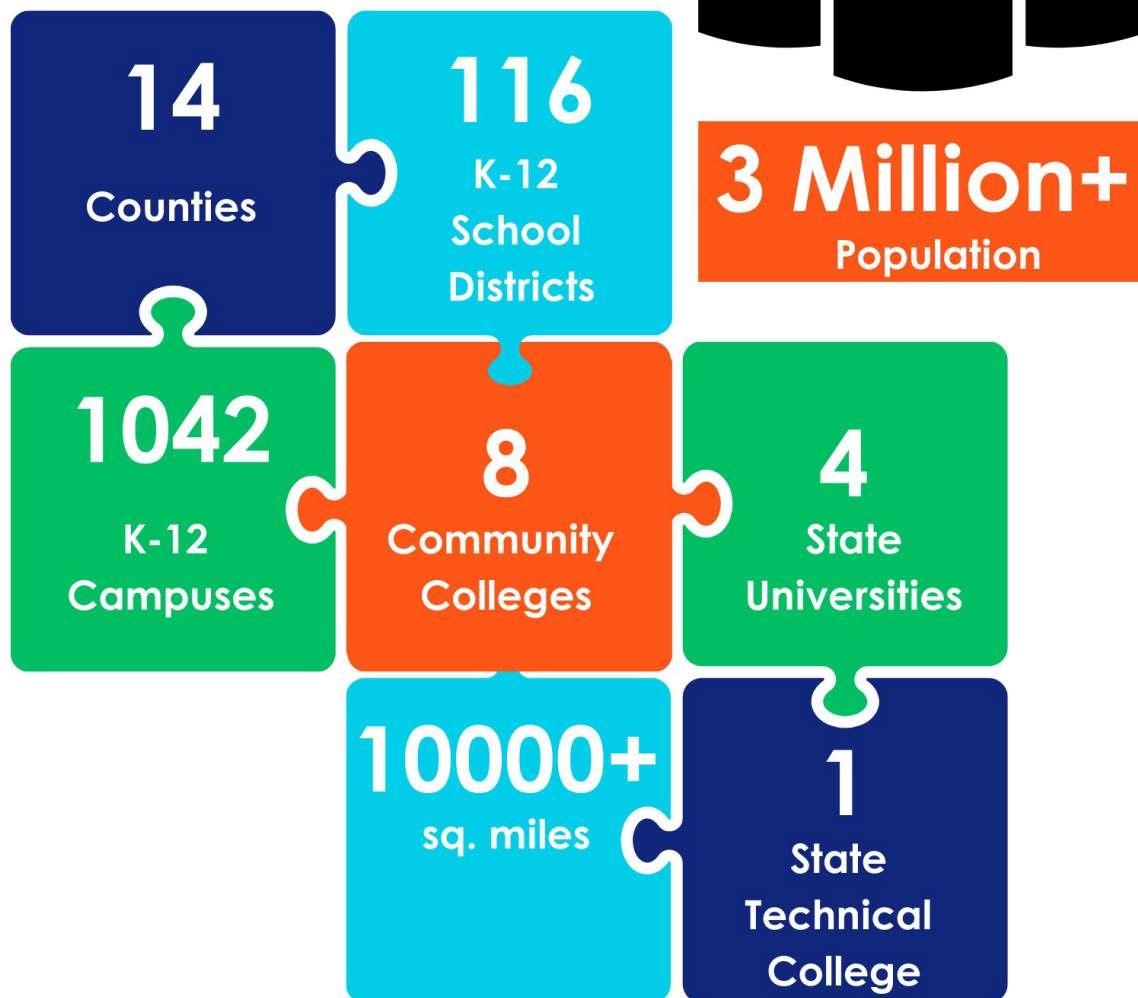 14
Counties
116
K-12
School
Districts
3 Million+
Population
1042
K-12
Campuses
8
Community
Colleges
4
State
Universities
10000+
sq. miles
1
State
Technical
College